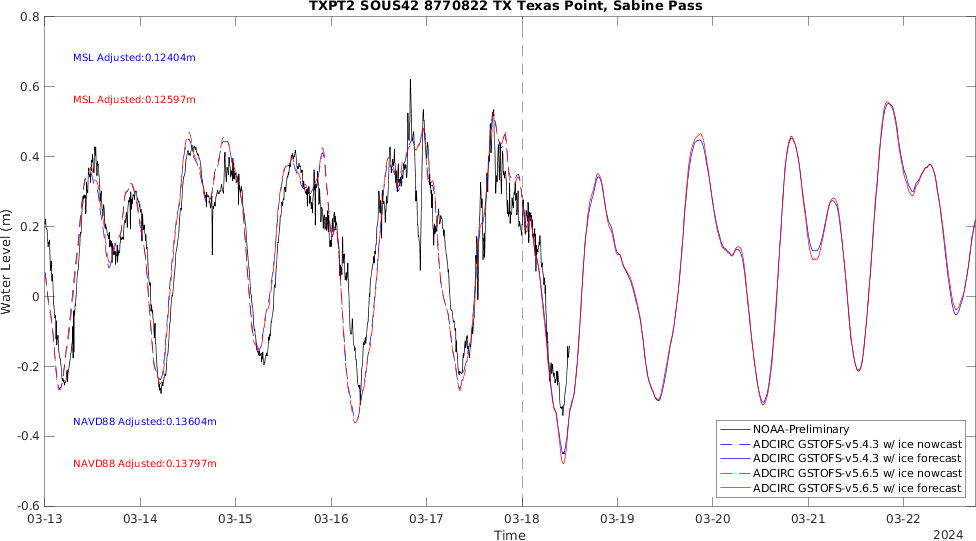 TXPT2 SOUS42 8770822 TX Texas Point, Sabine Pass
0.8
0.6
0.4
0.2
0
-0.2
-0.4
-0.6
Water Level (m)
MSL Adjusted:0.12404m
MSL Adjusted:0.12597m
NAVD88 Adjusted:0.13604m
NAVD88 Adjusted:0.13797m
NOAA-Preliminary
ADCIRC GSTOFS-v5.4.3 w/ ice nowcast
ADCIRC GSTOFS-v5.4.3 w/ ice forecast
ADCIRC GSTOFS-v5.6.5 w/ ice nowcast
ADCIRC GSTOFS-v5.6.5 w/ ice forecast
03-13 03-14 03-15 03-16 03-17 03-18 03-19 03-20 03-21 03-22
Time
2024